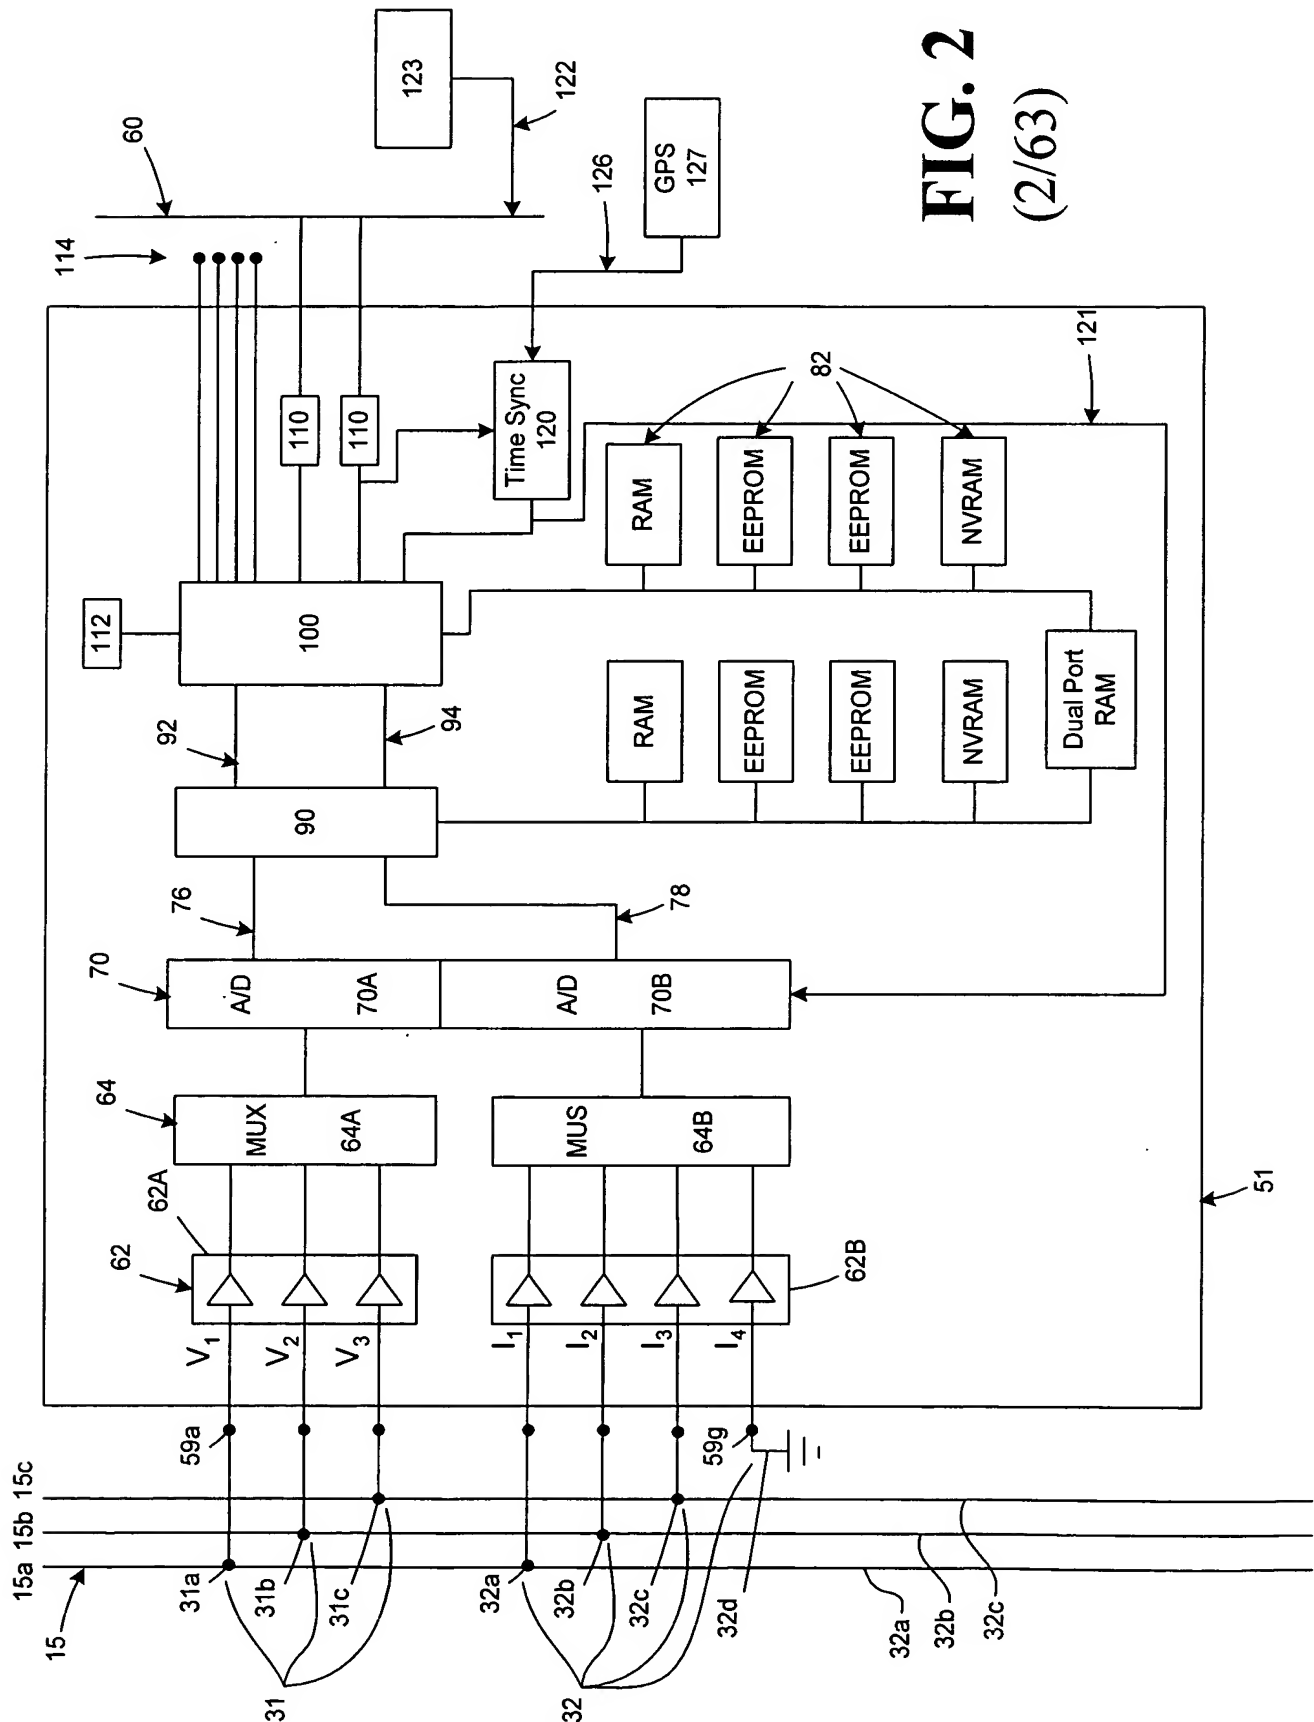 FIG. 2
(2/63)
15
15a
15b
15c
31a
31b
31c
31
32a
32b
32c
32d
32
32a
32b
32c
59a
59g
V1
V2
V3
I1
I2
I3
I4
62
62A
62B
64
MUX
64A
MUS
64B
70
A/D
70A
A/D
70B
76
78
90
92
94
100
112
114
110
110
60
123
122
126
GPS
127
Time Sync
120
121
82
RAM
EEPROM
EEPROM
NVRAM
RAM
EEPROM
EEPROM
NVRAM
Dual Port
RAM
51